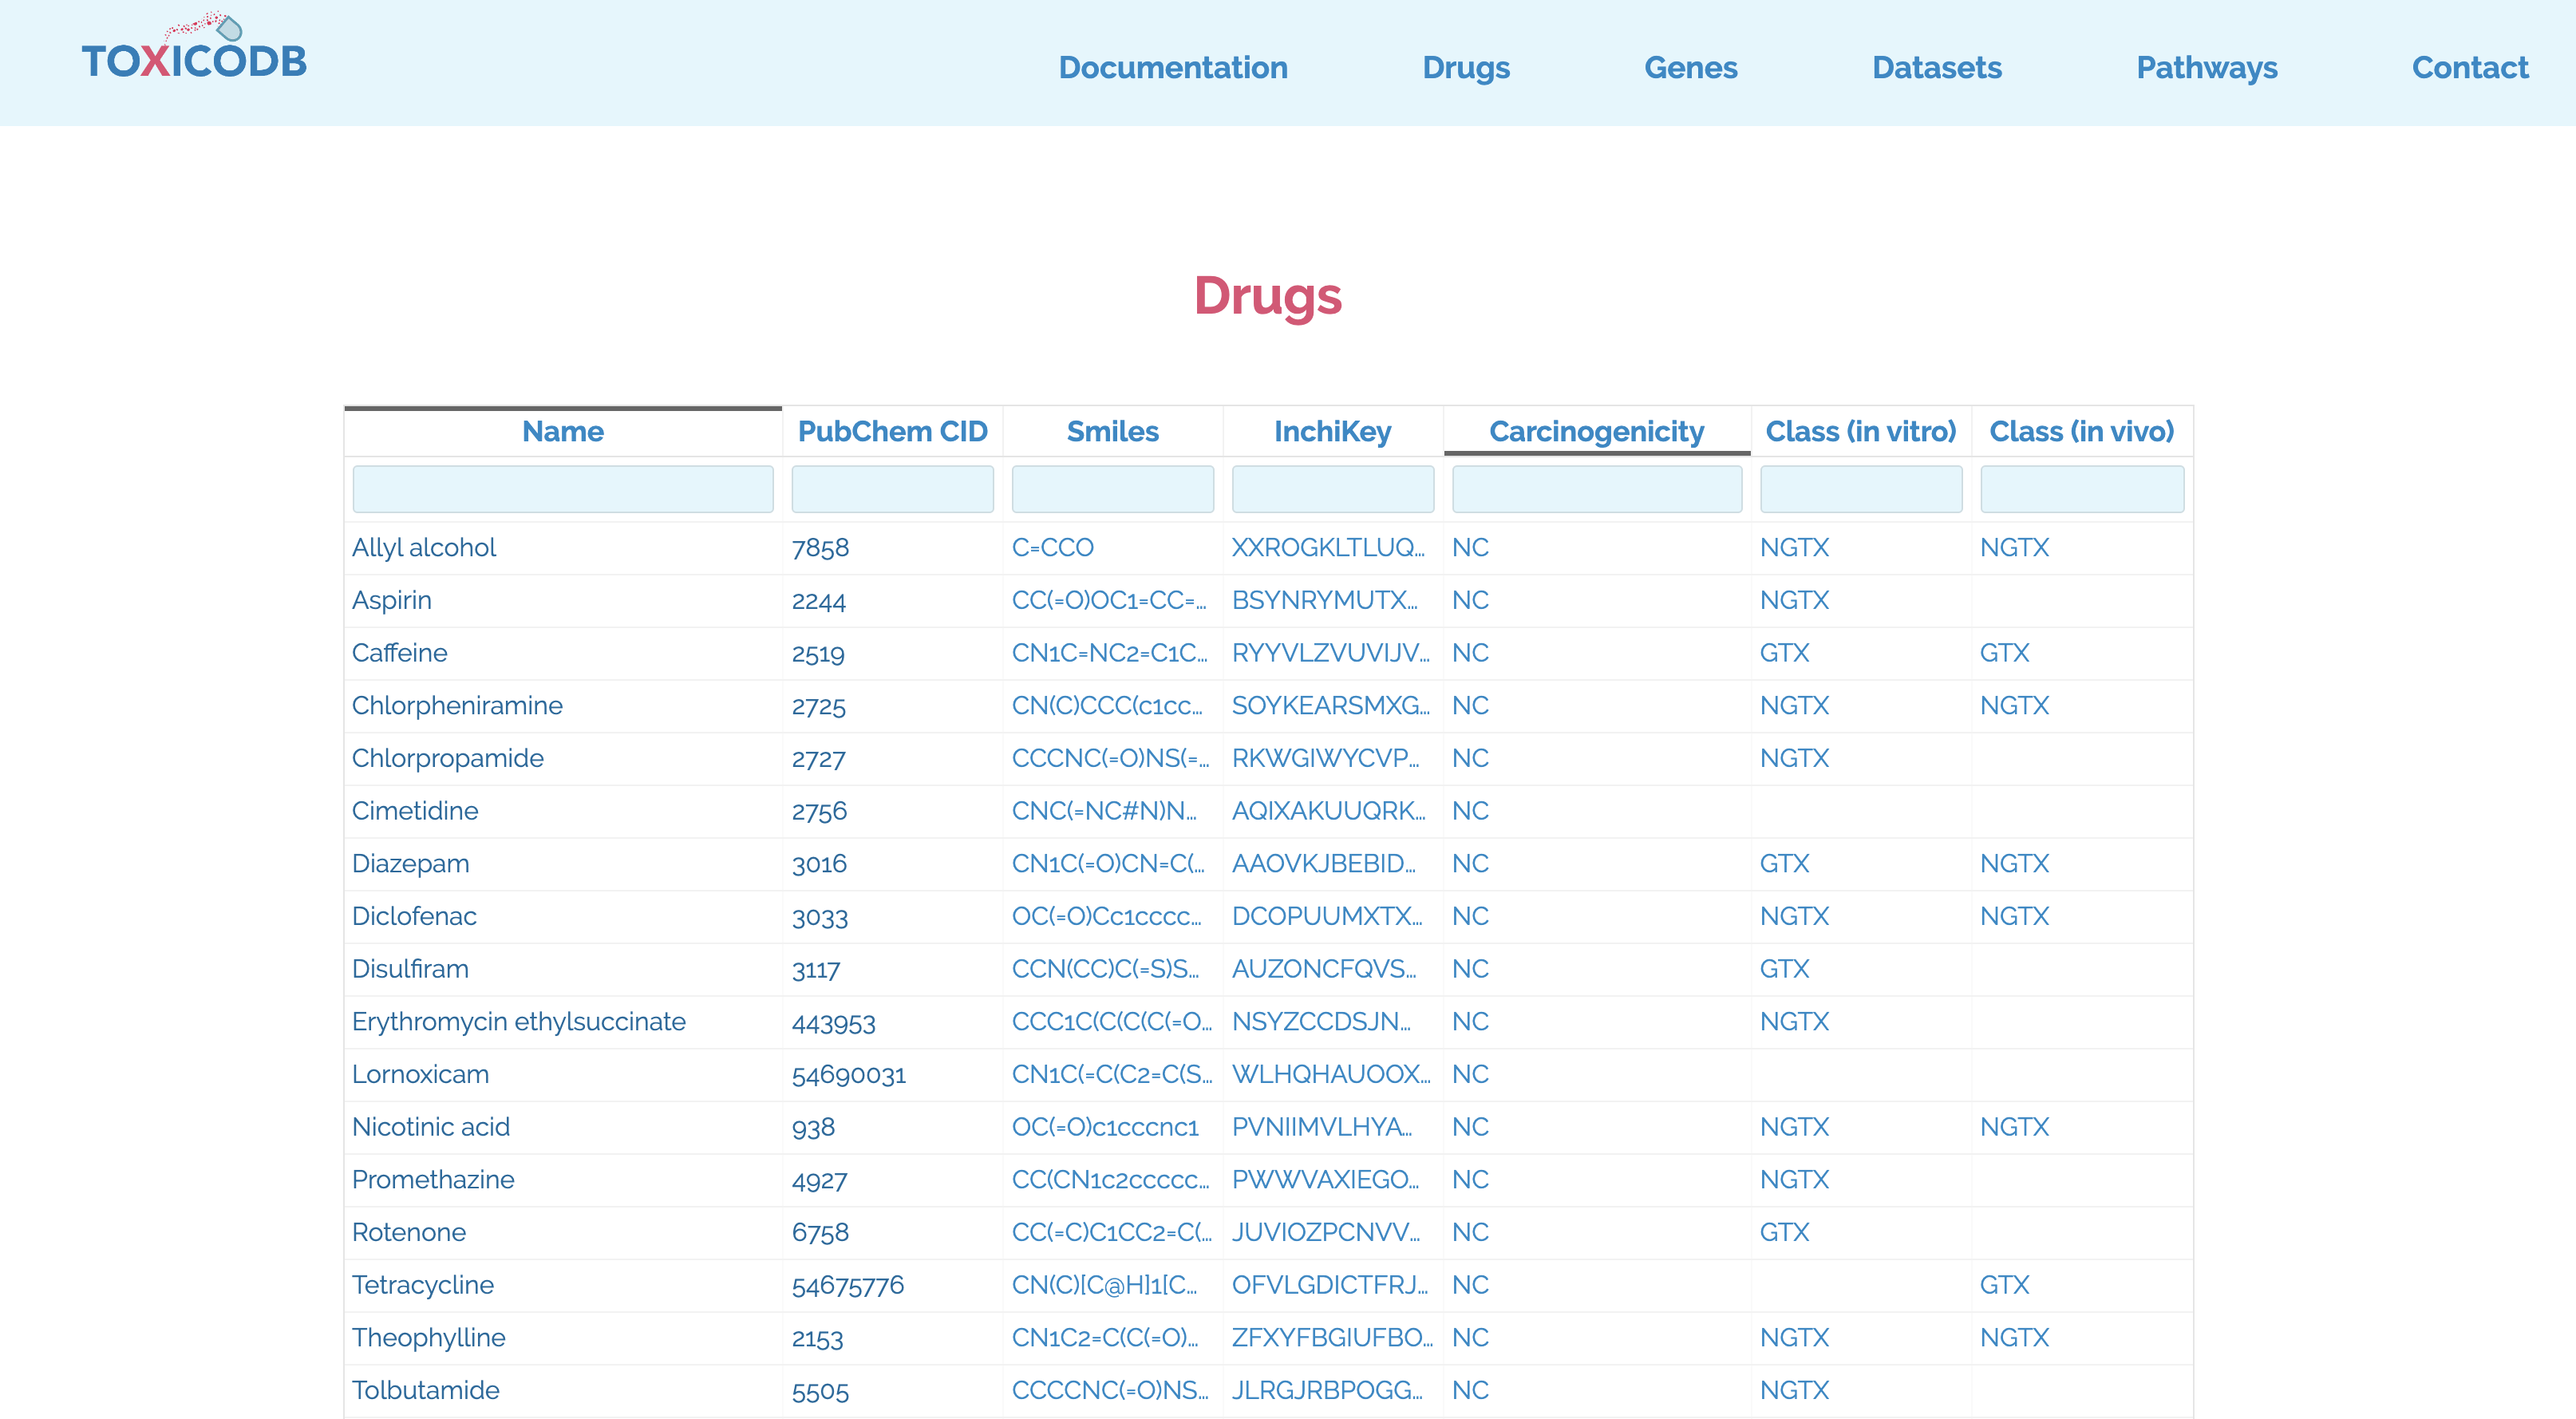 TOXICODB
Documentation Drugs Genes Datasets Pathways Contact
Drugs
Name PubChem CID Smiles InchiKey Carcinogenicity Class (in vitro) Class (in vivo)
Allyl alcohol 7858 C=CCO XXROGKLTLUQ... NC NGTX NGTX
Aspirin 2244 CC(=O)OC1=CC=... BSYNRYMUTX... NC NGTX
Caffeine 2519 CN1C=NC2=C1C... RYYVLZVUVIJV... NC GTX GTX
Chlorpheniramine 2725 CN(C)CCC(c1cc... SOYKEARSMXG... NC NGTX NGTX
Chlorpropamide 2727 CCCNC(=O)NS(=... RKWGIWYCVP... NC NGTX
Cimetidine 2756 CNC(=NC#N)N... AQIXAKUUQRK... NC
Diazepam 3016 CN1C(=O)CN=C(... AAOVKJBEBID... NC GTX NGTX
Diclofenac 3033 OC(=O)Cc1cccc... DCOPUUMXTX... NC NGTX NGTX
Disulfiram 3117 CCN(CC)C(=S)S... AUZONCFQVS... NC GTX
Erythromycin ethylsuccinate 443953 CCC1C(C(C(C(=O... NSYZCCDSJN... NC NGTX
Lornoxicam 54690031 CN1C(=C(C2=C(S... WLHQHAUOOX... NC
Nicotinic acid 938 OC(=O)c1cccnc1 PVNIIMVLHYA... NC NGTX NGTX
Promethazine 4927 CC(CN1c2ccccc... PWWVAXIEGO... NC NGTX
Rotenone 6758 CC(=C)C1CC2=C(... JUVIOZPCNVV... NC GTX
Tetracycline 54675776 CN(C)[C@H]1[C... OFVLGDICTFRJ... NC GTX
Theophylline 2153 CN1C2=C(C(=O)... ZFXYFBGIUFBO... NC NGTX NGTX
Tolbutamide 5505 CCCCNC(=O)NS... JLRGJRBPOGG... NC NGTX